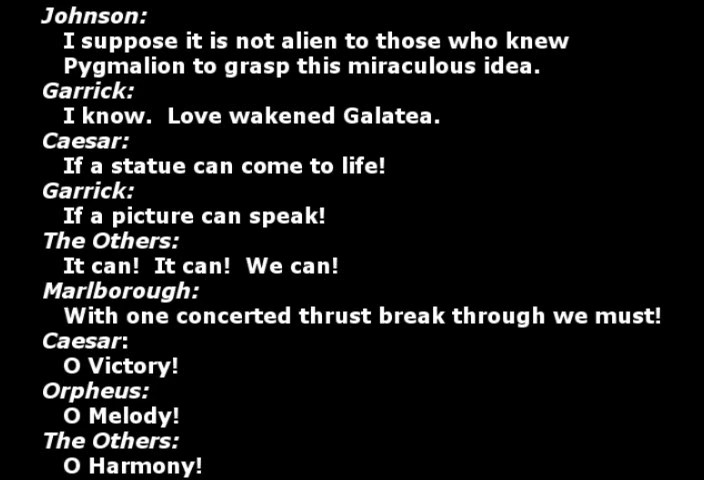 Johnson:
I suppose it is not alien to those who knew
Pygmalion to grasp this miraculous idea.
Garrick:
I know.  Love wakened Galatea.
Caesar:
If a statue can come to life!
Garrick:
If a picture can speak!
The Others:
It can!  It can!  We can!
Marlborough:
With one concerted thrust break through we must!
Caesar:
O Victory!
Orpheus:
O Melody!
The Others:
O Harmony!